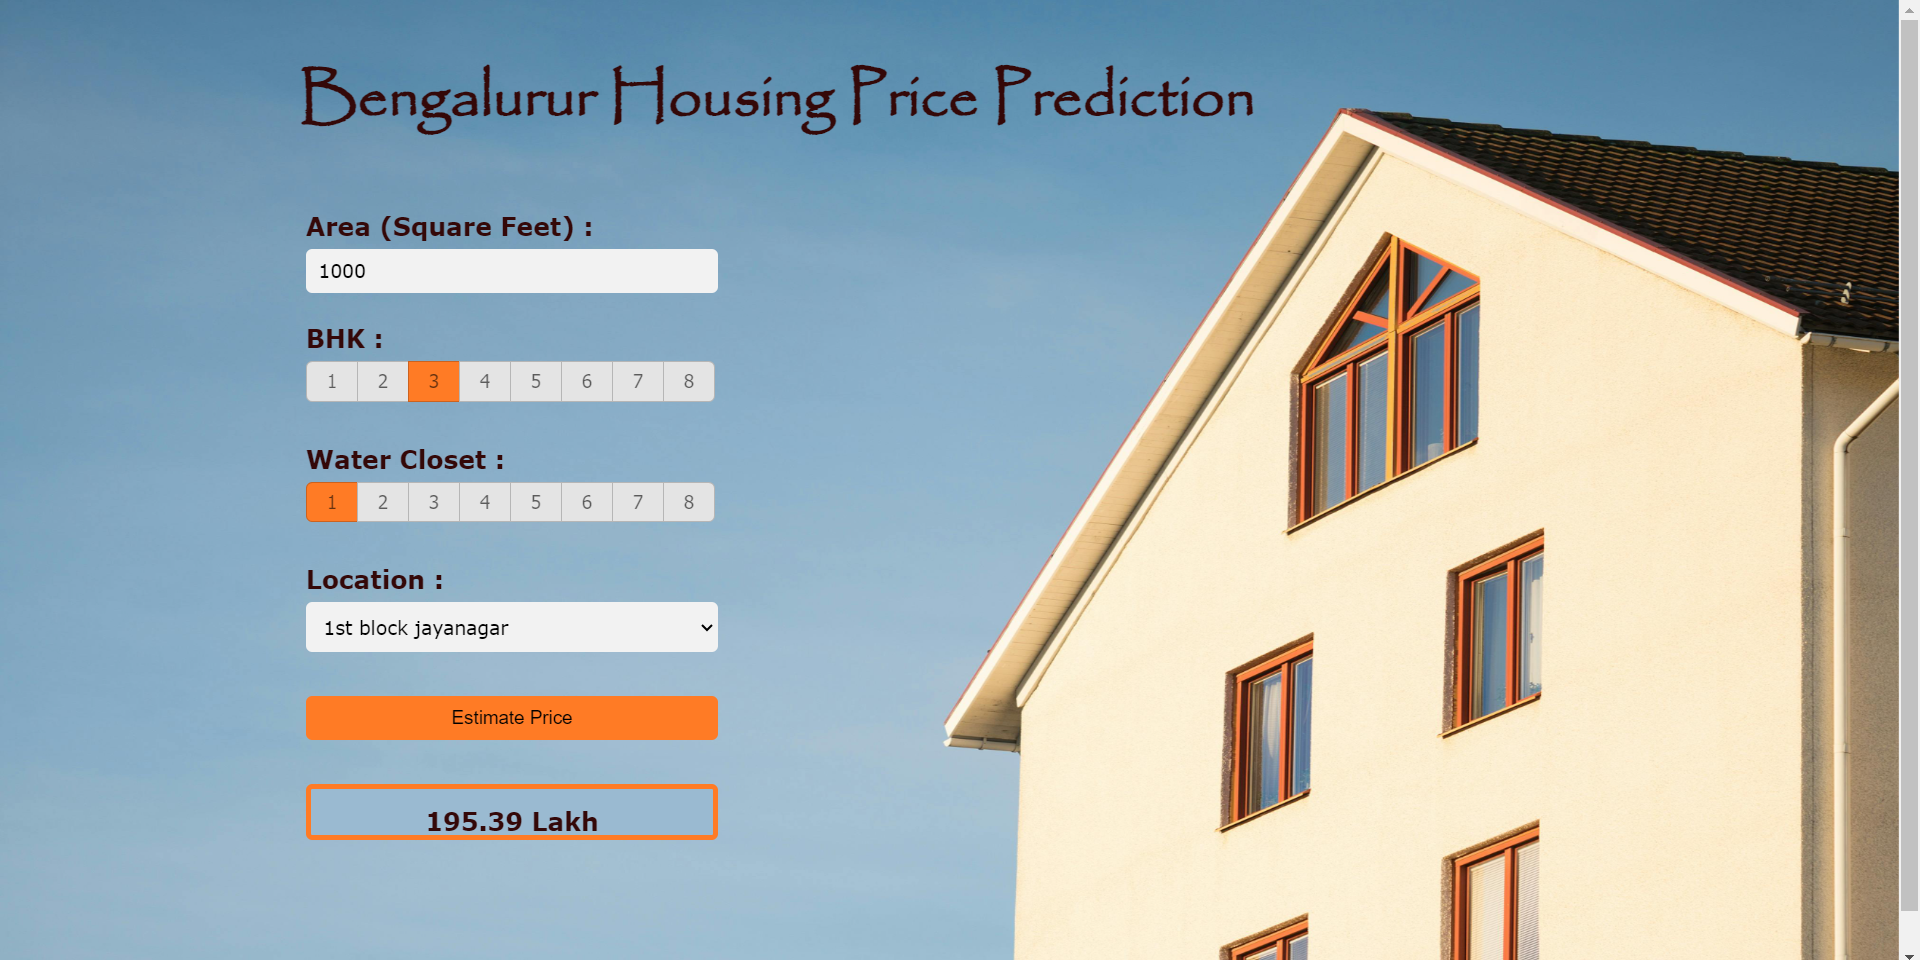 Bengalurur Housing Price Prediction
Area (Square Feet) :
1000
BHK :
1 2 3 4 5 6 7 8
Water Closet :
1 2 3 4 5 6 7 8
Location :
1st block jayanagar
Estimate Price
195.39 Lakh